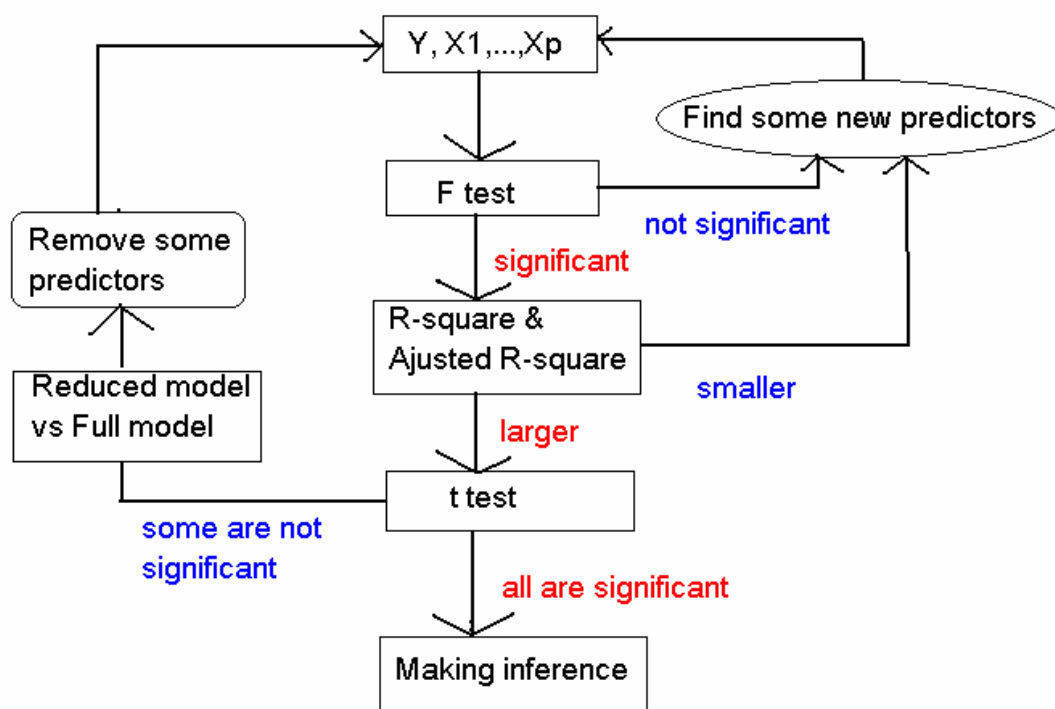 Y, X1,...,Xp
Find some new predictors
F test
not significant
Remove some
predictors
significant
R-square &
Ajusted R-square
smaller
Reduced model
vs Full model
larger
t test
some are not
significant
all are significant
Making inference